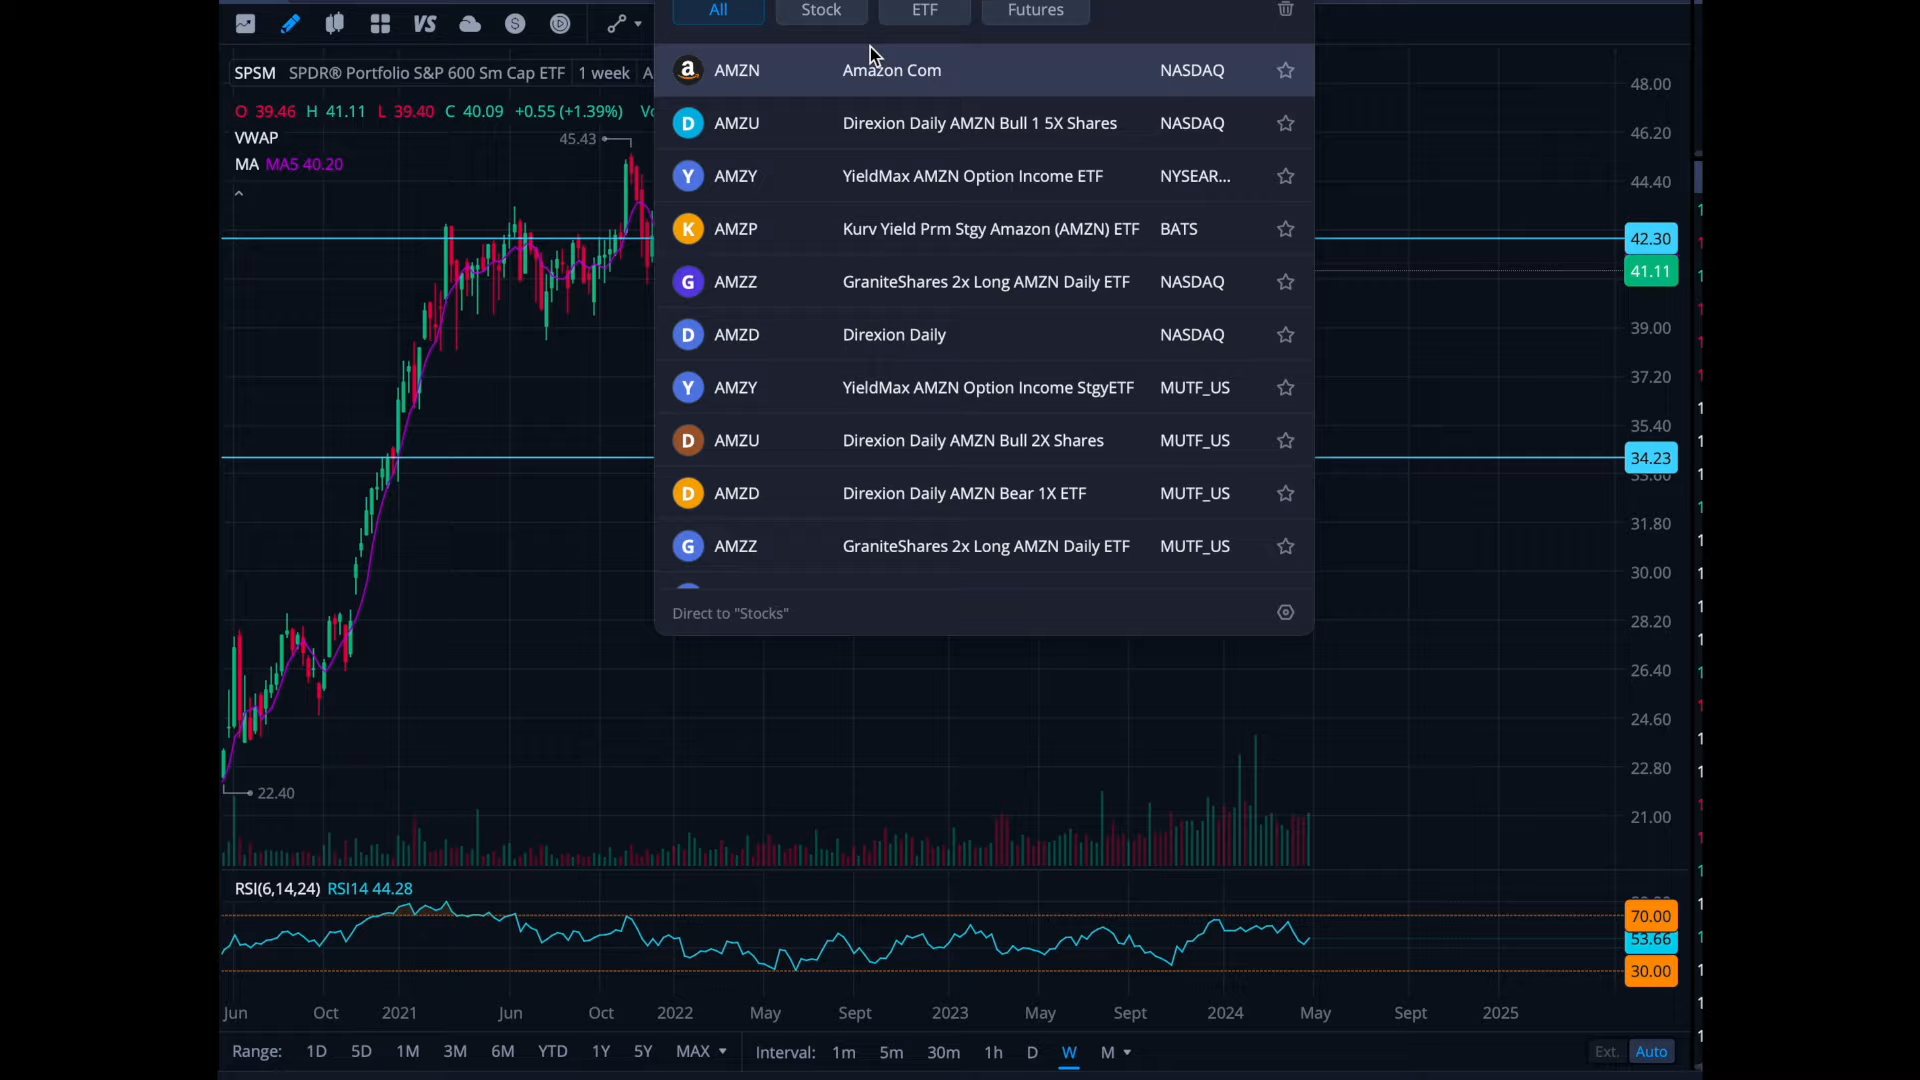 VS
S
All
Stock
ETF
Futures
SPSM SPDR® Portfolio S&P 600 Sm Cap ETF 1 week A
O 39.46 H 41.11 L 39.40 C 40.09 +0.55 (+1.39%)
VWAP
MA MA5 40.20
45.43
22.40
a AMZN Amazon Com NASDAQ
D AMZU Direxion Daily AMZN Bull 1 5X Shares NASDAQ
Y AMZY YieldMax AMZN Option Income ETF NYSEAR...
K AMZP Kurv Yield Prm Stgy Amazon (AMZN) ETF BATS
G AMZZ GraniteShares 2x Long AMZN Daily ETF NASDAQ
D AMZD Direxion Daily NASDAQ
Y AMZY YieldMax AMZN Option Income StgyETF MUTF_US
D AMZU Direxion Daily AMZN Bull 2X Shares MUTF_US
D AMZD Direxion Daily AMZN Bear 1X ETF MUTF_US
G AMZZ GraniteShares 2x Long AMZN Daily ETF MUTF_US
Direct to "Stocks"
48.00
46.20
44.40
42.30
41.11
39.00
37.20
35.40
34.23
31.80
30.00
28.20
26.40
24.60
22.80
21.00
RSI(6,14,24) RSI14 44.28
70.00
53.66
30.00
Jun Oct 2021 Jun Oct 2022 May Sept 2023 May Sept 2024 May Sept 2025
Range: 1D 5D 1M 3M 6M YTD 1Y 5Y MAX Interval: 1m 5m 30m 1h D W M Ext. Auto